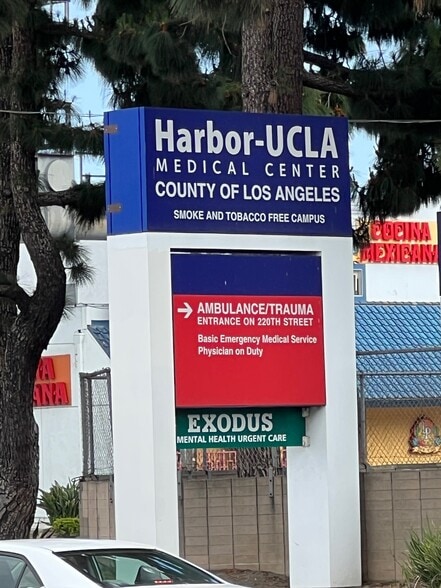 Harbor-UCLA
MEDICAL CENTER
COUNTY OF LOS ANGELES
SMOKE AND TOBACCO FREE CAMPUS
COCINA
MEXICANA
→ AMBULANCE/TRAUMA
ENTRANCE ON 220TH STREET
Basic Emergency Medical Service
Physician on Duty
EXODUS
MENTAL HEALTH URGENT CARE